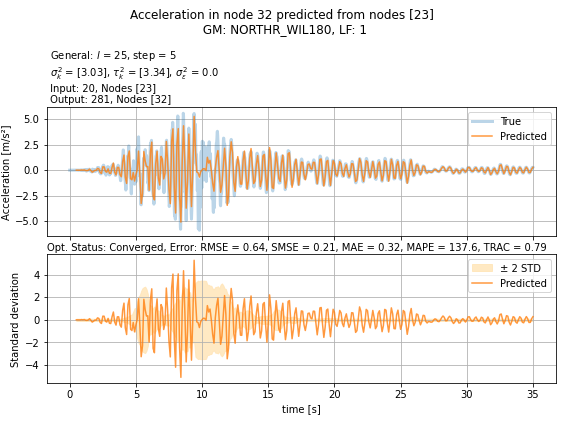 Acceleration in node 32 predicted from nodes [23]
GM: NORTHR_WIL180, LF: 1
General: l = 25, step = 5
σ²ₖ = [3.03], τ²ₖ = [3.34], σ²ε = 0.0
Input: 20, Nodes [23]
Output: 281, Nodes [32]
Acceleration [m/s²]
5.0
2.5
0.0
−2.5
−5.0
True
Predicted
Opt. Status: Converged, Error: RMSE = 0.64, SMSE = 0.21, MAE = 0.32, MAPE = 137.6, TRAC = 0.79
Standard deviation
4
2
0
−2
−4
± 2 STD
Predicted
0 5 10 15 20 25 30 35
time [s]